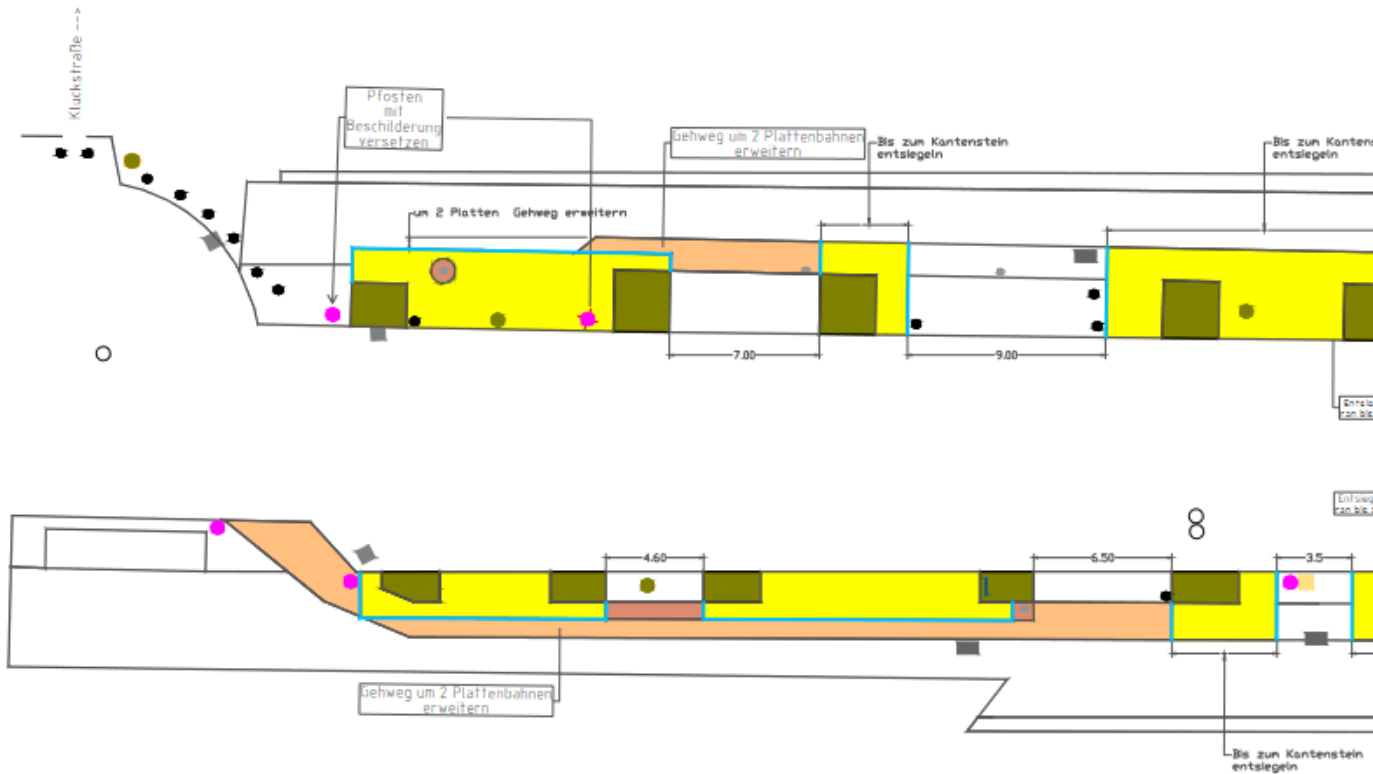 Kluckstraße -->
Pfosten
mit
Beschilderung
versetzen
Gehweg um 2 Plattenbahnen
erweitern
Bis zum Kantenstein
entsiegeln
Bis zum Kantens
entsiegeln
um 2 Platten Gehweg erweitern
7.00
9.00
4.60
6.50
3.5
Gehweg um 2 Plattenbahnen
erweitern
Bis zum Kantenstein
entsiegeln